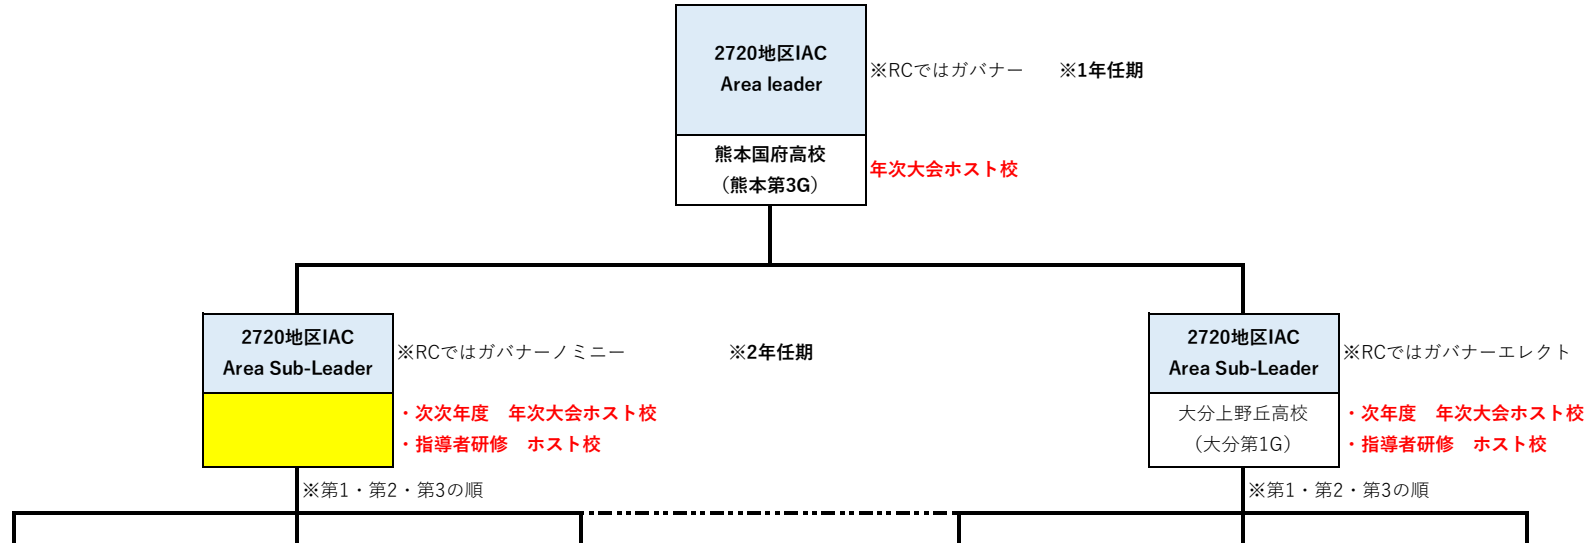 2720地区IAC
Area leader
※RCではガバナー　※1年任期
熊本国府高校
（熊本第3G）
年次大会ホスト校
2720地区IAC
Area Sub-Leader
※RCではガバナーノミニー
※2年任期
・次次年度　年次大会ホスト校
・指導者研修　ホスト校
※第1・第2・第3の順
2720地区IAC
Area Sub-Leader
※RCではガバナーエレクト
大分上野丘高校
（大分第1G）
・次年度　年次大会ホスト校
・指導者研修　ホスト校
※第1・第2・第3の順